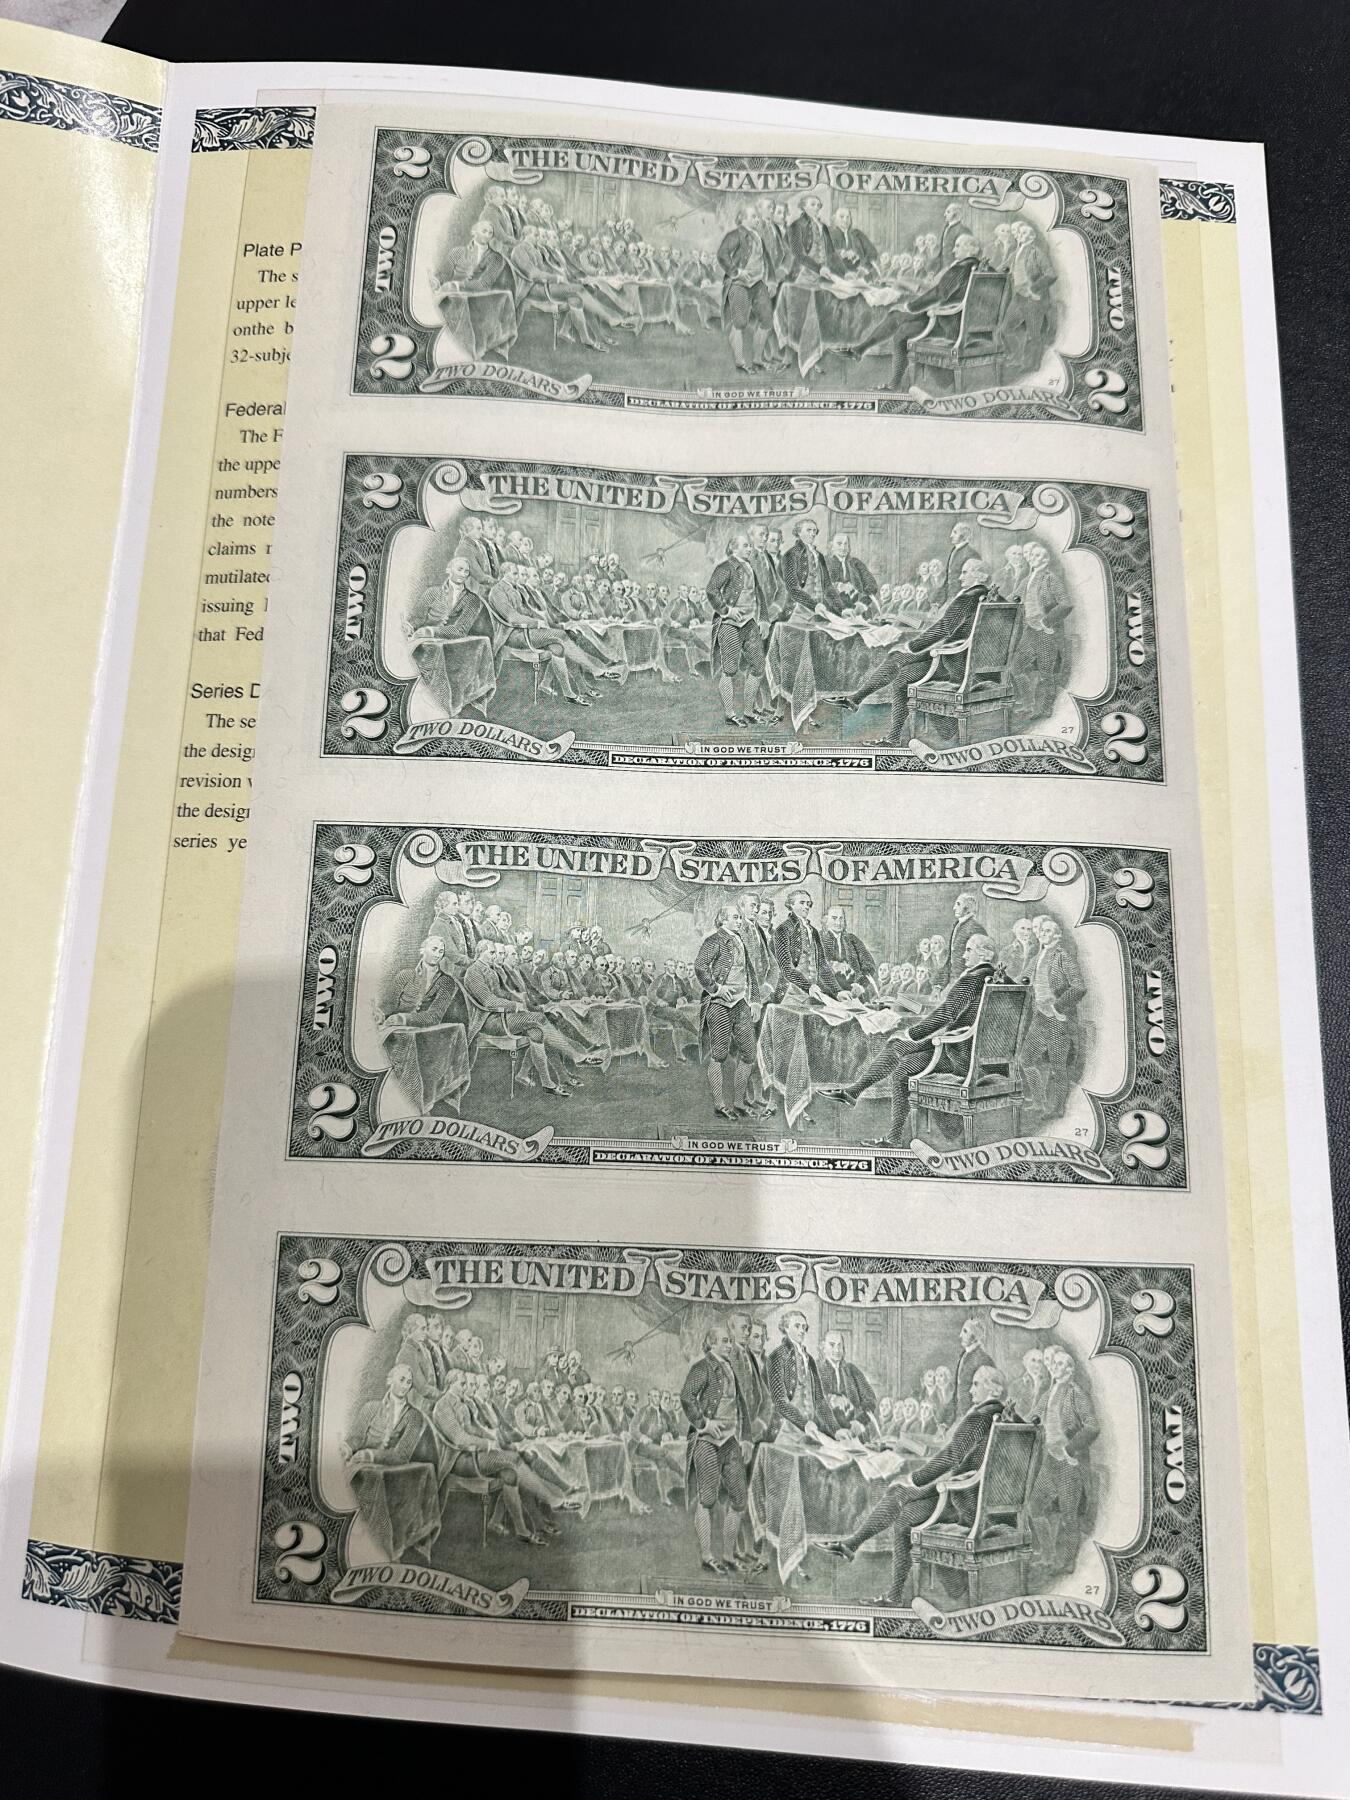 Plate P
The s
upper le
onthe b
32-subje
Federal
The F
the uppe
numbers
the note
claims r
mutilated
issuing
that Fed
Series D
The se
the desig
revision
the desig
series ye
2 THE UNITED STATES OF AMERICA 2
TWO TWO
2 TWO DOLLARS IN GOD WE TRUST 27 TWO DOLLARS 2
DECLARATION OF INDEPENDENCE, 1776
2 THE UNITED STATES OF AMERICA 2
TWO TWO
2 TWO DOLLARS IN GOD WE TRUST 27 TWO DOLLARS 2
DECLARATION OF INDEPENDENCE, 1776
2 THE UNITED STATES OF AMERICA 2
TWO TWO
2 TWO DOLLARS IN GOD WE TRUST 27 TWO DOLLARS 2
DECLARATION OF INDEPENDENCE, 1776
2 THE UNITED STATES OF AMERICA 2
TWO TWO
2 TWO DOLLARS IN GOD WE TRUST 27 TWO DOLLARS 2
DECLARATION OF INDEPENDENCE, 1776